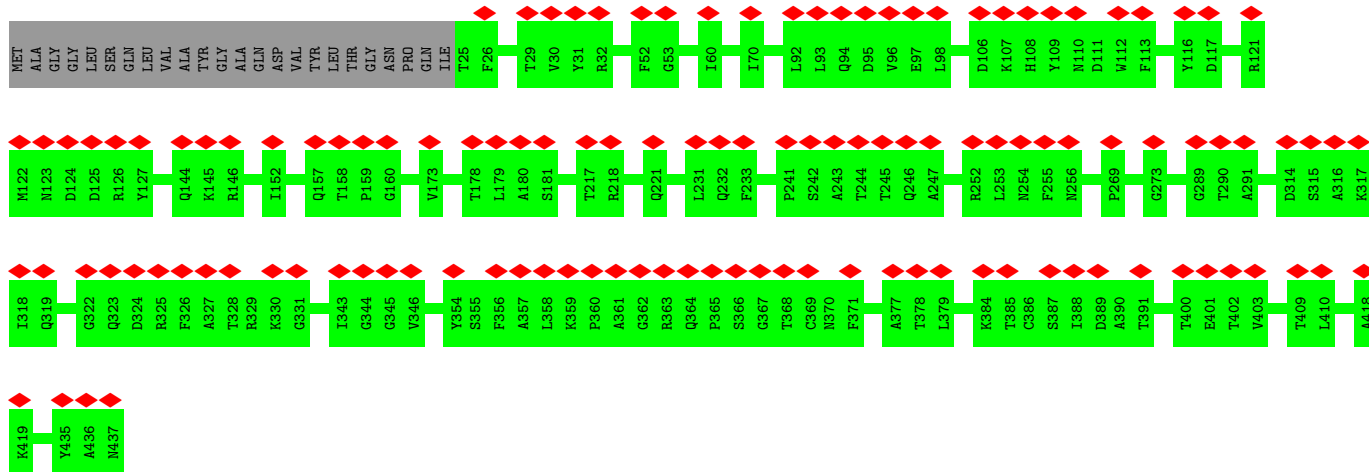 MET ALA GLY GLY LEU SER GLN LEU VAL ALA TYR GLY ALA GLN ASP VAL TYR LEU THR GLY ASN PRO GLN ILE T25 F26 T29 V30 Y31 R32 F52 G53 I60 I70 L92 L93 Q94 D95 V96 E97 L98 D106 K107 H108 Y109 N110 D111 W112 F113 Y116 D117 R121
M122 N123 D124 D125 R126 Y127 Q144 K145 R146 I152 Q157 T158 P159 G160 V173 T178 L179 A180 S181 T217 R218 Q221 L231 Q232 F233 P241 S242 A243 T244 T245 Q246 A247 R252 L253 N254 F255 N256 P269 G273 G289 T290 A291 D314 S315 A316 K317
I318 Q319 G322 Q323 D324 R325 F326 A327 T328 R329 K330 G331 I343 G344 G345 V346 Y354 S355 F356 A357 L358 K359 P360 A361 G362 R363 Q364 P365 S366 G367 T368 C369 N370 F371 A377 T378 L379 K384 T385 C386 S387 I388 D389 A390 T391 T400 E401 T402 V403 T409 L410 A418
K419 Y435 A436 N437